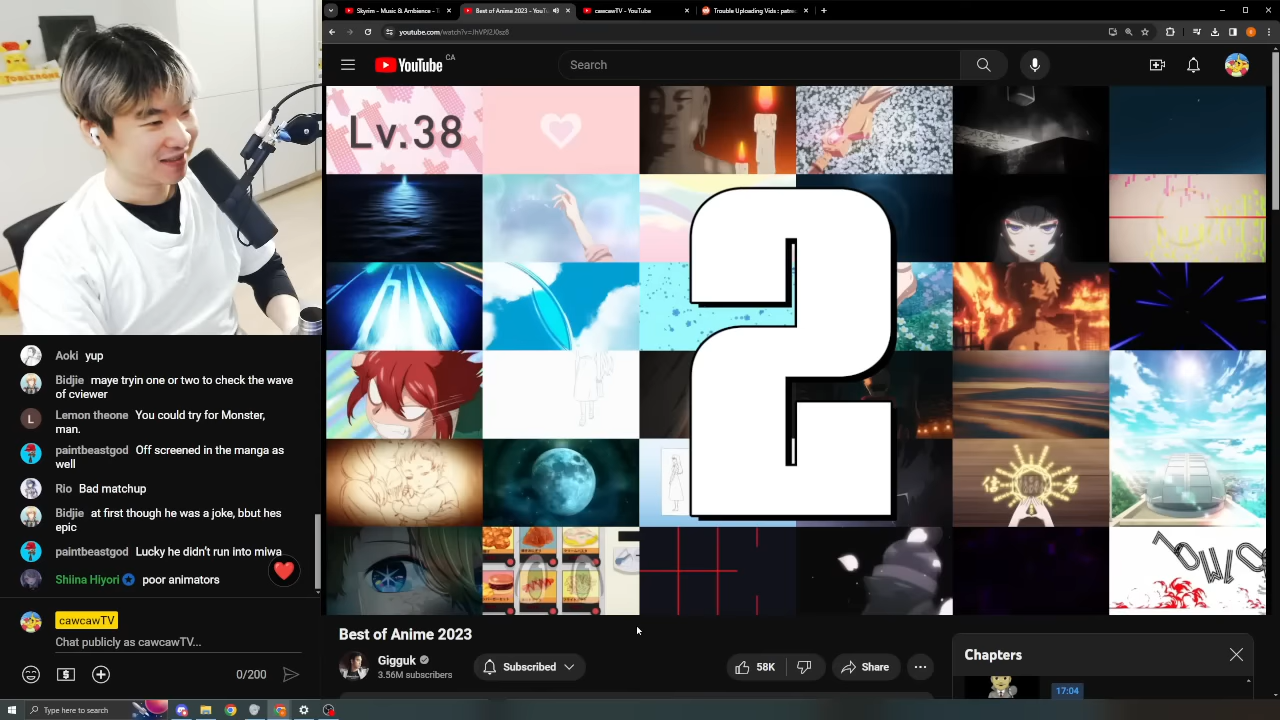 Skyrim - Music & Ambience - T
Best of Anime 2023 - YouTu
cawcawTV - YouTube
Trouble Uploading Vids : patre
youtube.com/watch?v=JhVPJ2J0sz8
YouTube CA
Search
Lv.38
2
信 者
TOBLERONE
Aoki yup
Bidjie maye tryin one or two to check the wave
of cviewer
L Lemon theone You could try for Monster,
man.
paintbeastgod Off screened in the manga as
well
Rio Bad matchup
Bidjie at first though he was a joke, bbut hes
epic
paintbeastgod Lucky he didn't run into miwa
Shiina Hiyori poor animators
cawcawTV
Chat publicly as cawcawTV...
0/200
Best of Anime 2023
Gigguk
3.56M subscribers
Subscribed
58K
Share
Chapters
17:04
Type here to search